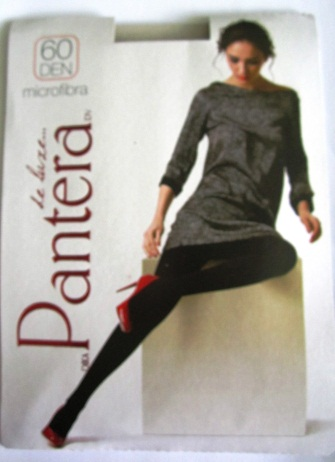 60
DEN
microfibra
de luxe...
Pantera